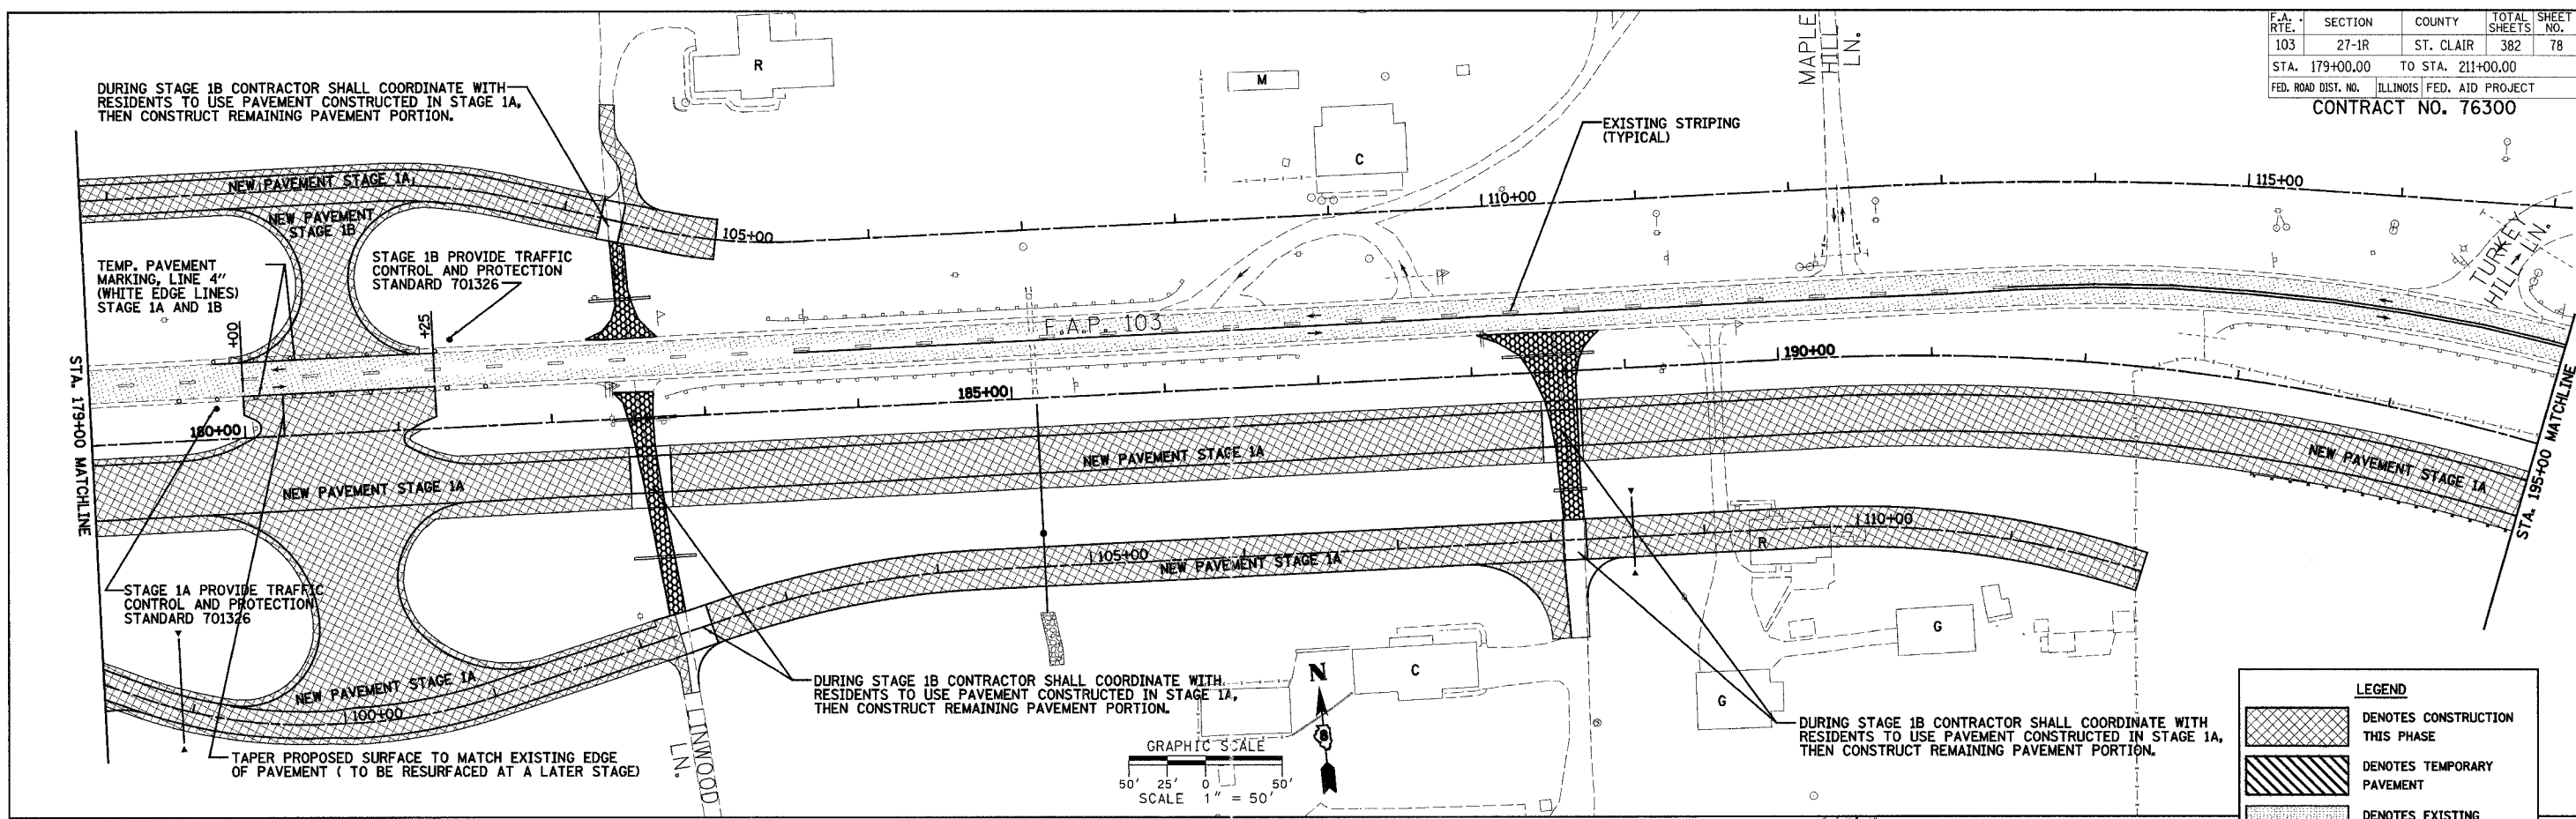 F.A. RTE. SECTION COUNTY TOTAL SHEETS SHEET NO.
103 27-1R ST. CLAIR 382 78
STA. 179+00.00 TO STA. 211+00.00
FED. ROAD DIST. NO. ILLINOIS FED. AID PROJECT
CONTRACT NO. 76300
DURING STAGE 1B CONTRACTOR SHALL COORDINATE WITH
RESIDENTS TO USE PAVEMENT CONSTRUCTED IN STAGE 1A,
THEN CONSTRUCT REMAINING PAVEMENT PORTION.
R
M
C
MAPLE
HILL
LN.
EXISTING STRIPING
(TYPICAL)
NEW PAVEMENT STAGE 1A
NEW PAVEMENT
STAGE 1B
105+00
110+00
115+00
TURKEY
HILL LN.
TEMP. PAVEMENT
MARKING, LINE 4"
(WHITE EDGE LINES)
STAGE 1A AND 1B
STAGE 1B PROVIDE TRAFFIC
CONTROL AND PROTECTION
STANDARD 701326
+00
+25
F.A.P. 103
STA. 179+00 MATCHLINE
180+00
185+00
190+00
STA. 195+00 MATCHLINE
NEW PAVEMENT STAGE 1A
NEW PAVEMENT STAGE 1A
NEW PAVEMENT STAGE 1A
105+00
NEW PAVEMENT STAGE 1A
110+00
R
G
G
C
STAGE 1A PROVIDE TRAFFIC
CONTROL AND PROTECTION
STANDARD 701326
NEW PAVEMENT STAGE 1A
100+00
TAPER PROPOSED SURFACE TO MATCH EXISTING EDGE
OF PAVEMENT ( TO BE RESURFACED AT A LATER STAGE)
LINWOOD
LN.
DURING STAGE 1B CONTRACTOR SHALL COORDINATE WITH
RESIDENTS TO USE PAVEMENT CONSTRUCTED IN STAGE 1A,
THEN CONSTRUCT REMAINING PAVEMENT PORTION.
N
GRAPHIC SCALE
50' 25' 0 50'
SCALE 1" = 50'
DURING STAGE 1B CONTRACTOR SHALL COORDINATE WITH
RESIDENTS TO USE PAVEMENT CONSTRUCTED IN STAGE 1A,
THEN CONSTRUCT REMAINING PAVEMENT PORTION.
LEGEND
DENOTES CONSTRUCTION
THIS PHASE
DENOTES TEMPORARY
PAVEMENT
DENOTES EXISTING